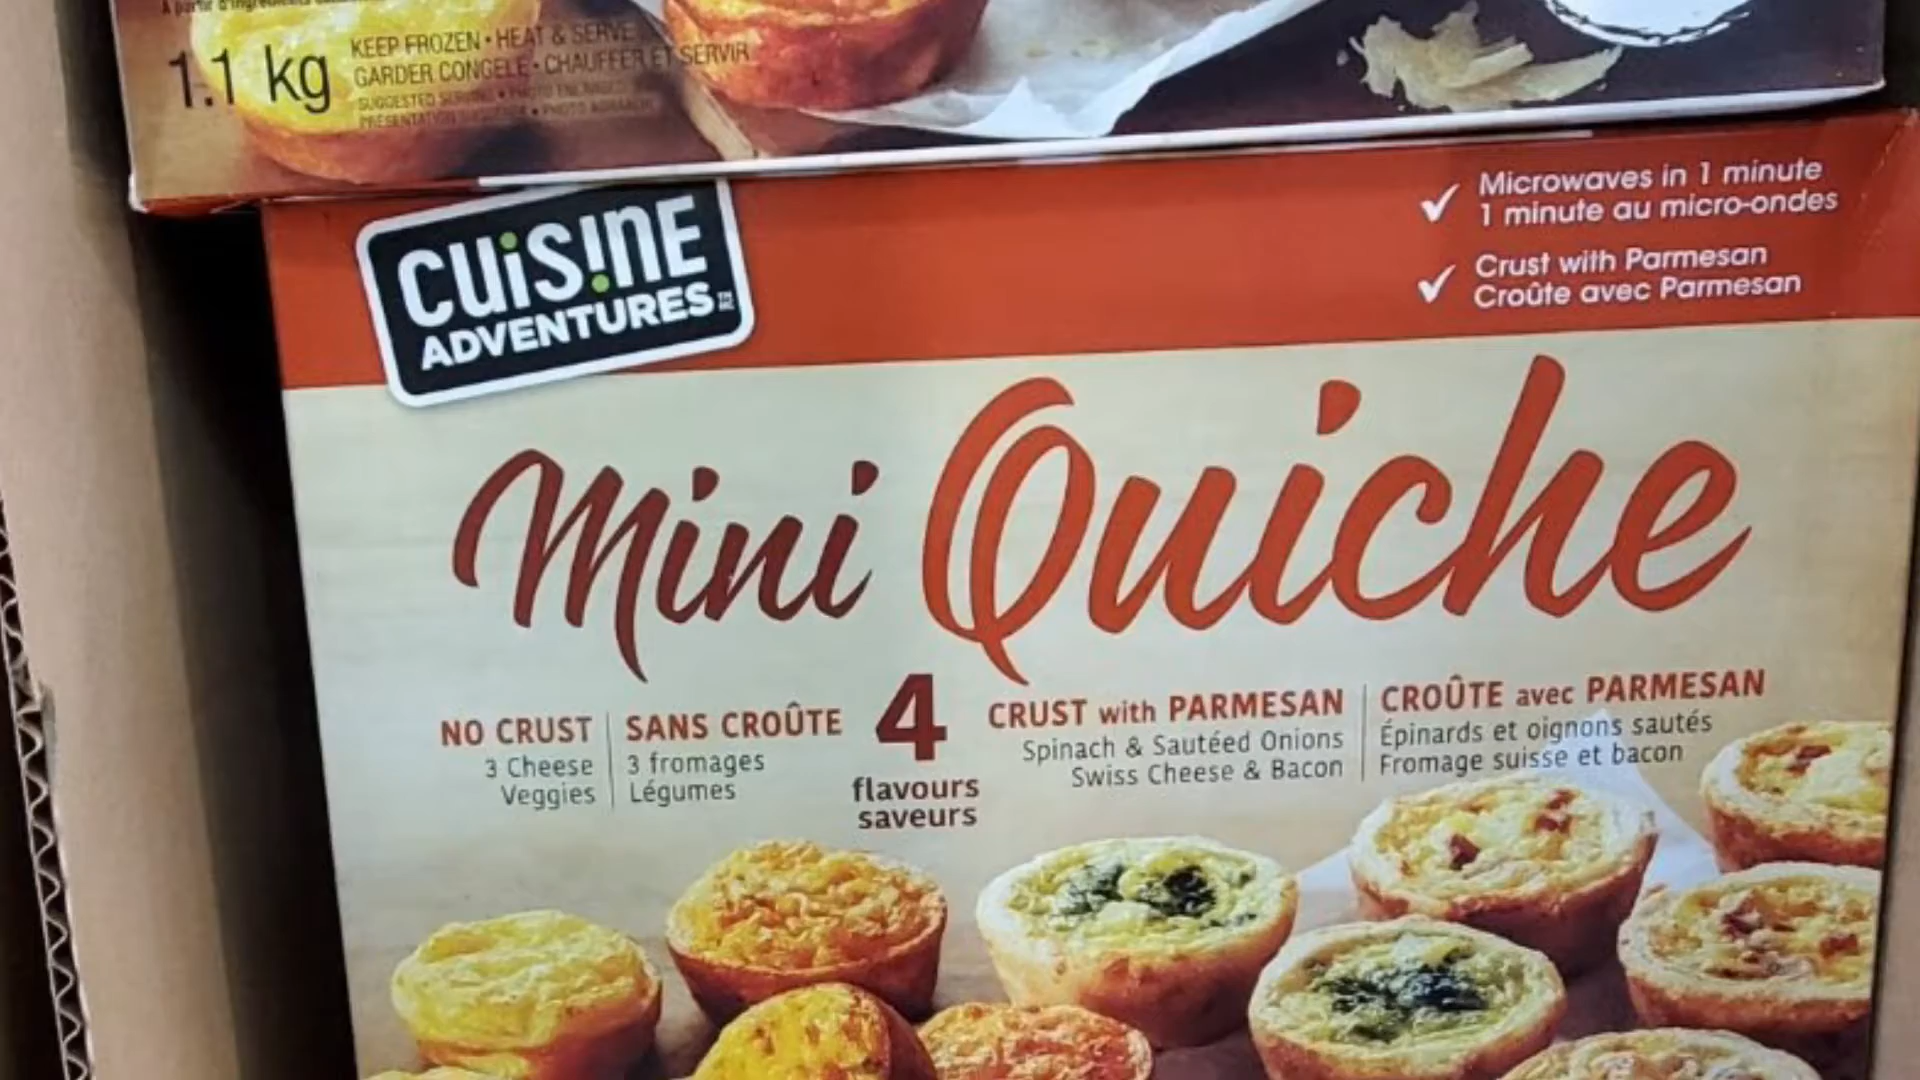 1.1 kg
KEEP FROZEN • HEAT & SERVE
GARDER CONGELÉ • CHAUFFER ET SERVIR
CUiS!NE
ADVENTURES
Microwaves in 1 minute
1 minute au micro-ondes
Crust with Parmesan
Croûte avec Parmesan
Mini Quiche
NO CRUST
3 Cheese
Veggies
SANS CROÛTE
3 fromages
Légumes
4
flavours
saveurs
CRUST with PARMESAN
Spinach & Sautéed Onions
Swiss Cheese & Bacon
CROÛTE avec PARMESAN
Épinards et oignons sautés
Fromage suisse et bacon